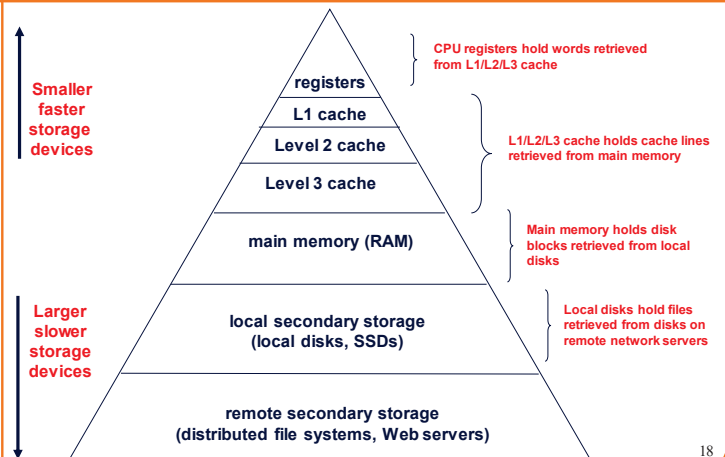 CPU registers hold words retrieved
from L1/L2/L3 cache
Smaller
faster
storage
devices
registers
L1 cache
Level 2 cache
Level 3 cache
L1/L2/L3 cache holds cache lines
retrieved from main memory
main memory (RAM)
Main memory holds disk
blocks retrieved from local
disks
Larger
slower
storage
devices
local secondary storage
(local disks, SSDs)
Local disks hold files
retrieved from disks on
remote network servers
remote secondary storage
(distributed file systems, Web servers)
18